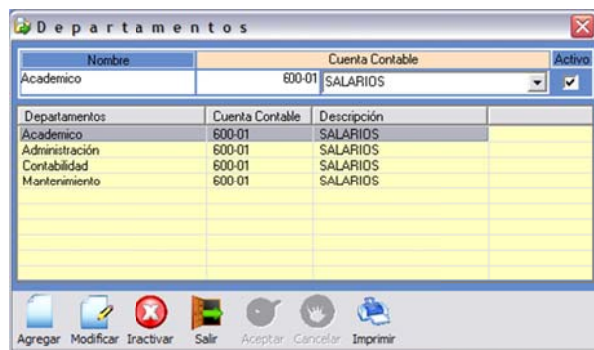 Departamentos
Nombre Cuenta Contable Activo
Academico 600-01 SALARIOS
Departamentos Cuenta Contable Descripción
Academico 600-01 SALARIOS
Administración 600-01 SALARIOS
Contabilidad 600-01 SALARIOS
Mantenimiento 600-01 SALARIOS
Agregar Modificar Inactivar Salir Aceptar Cancelar Imprimir